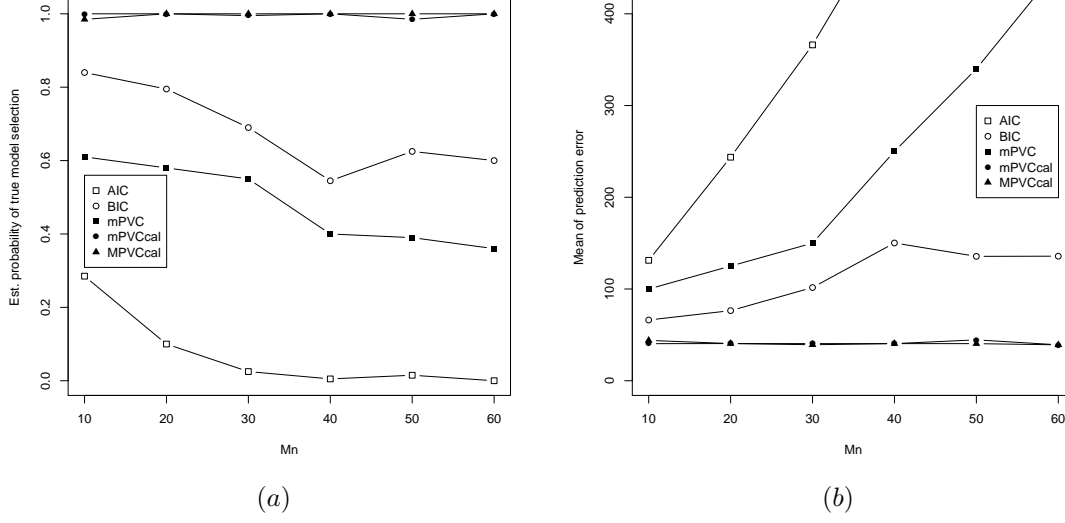 Est. probability of true model selection
1.0
0.8
0.6
0.4
0.2
0.0
AIC
BIC
mPVC
mPVCcal
MPVCcal
10 20 30 40 50 60
Mn
(a)
Mean of prediction error
400
300
200
100
0
AIC
BIC
mPVC
mPVCcal
MPVCcal
10 20 30 40 50 60
Mn
(b)